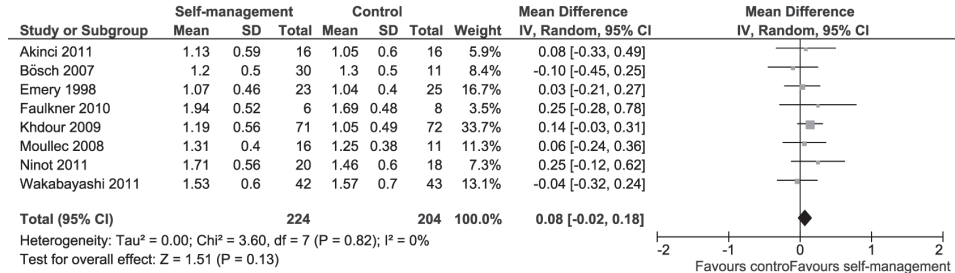 Self-management Control Mean Difference Mean Difference
Study or Subgroup Mean SD Total Mean SD Total Weight IV, Random, 95% CI IV, Random, 95% CI
Akinci 2011 1.13 0.59 16 1.05 0.6 16 5.9% 0.08 [-0.33, 0.49]
Bösch 2007 1.2 0.5 30 1.3 0.5 11 8.4% -0.10 [-0.45, 0.25]
Emery 1998 1.07 0.46 23 1.04 0.4 25 16.7% 0.03 [-0.21, 0.27]
Faulkner 2010 1.94 0.52 6 1.69 0.48 8 3.5% 0.25 [-0.28, 0.78]
Khdour 2009 1.19 0.56 71 1.05 0.49 72 33.7% 0.14 [-0.03, 0.31]
Moullec 2008 1.31 0.4 16 1.25 0.38 11 11.3% 0.06 [-0.24, 0.36]
Ninot 2011 1.71 0.56 20 1.46 0.6 18 7.3% 0.25 [-0.12, 0.62]
Wakabayashi 2011 1.53 0.6 42 1.57 0.7 43 13.1% -0.04 [-0.32, 0.24]
Total (95% CI) 224 204 100.0% 0.08 [-0.02, 0.18]
Heterogeneity: Tau² = 0.00; Chi² = 3.60, df = 7 (P = 0.82); I² = 0%
Test for overall effect: Z = 1.51 (P = 0.13)
-2 -1 0 1 2
Favours controFavours self-management